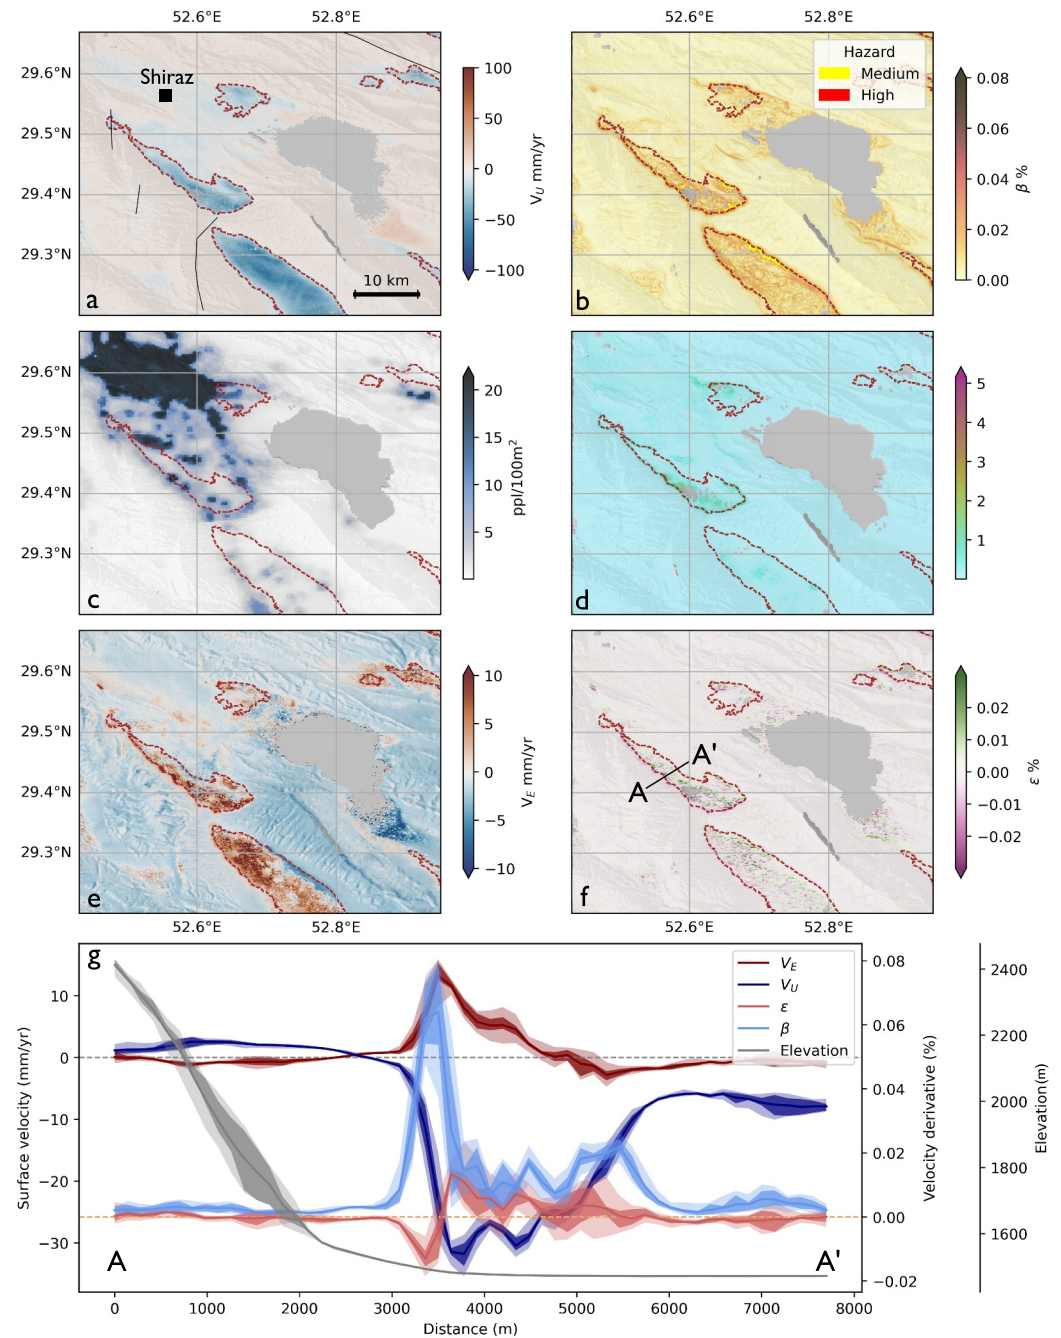 52.6°E
52.8°E
52.6°E
52.8°E
29.6°N
29.5°N
29.4°N
29.3°N
Shiraz
10 km
a
100
50
0
−50
−100
V_U mm/yr
Hazard
Medium
High
b
0.08
0.06
0.04
0.02
0.00
β %
29.6°N
29.5°N
29.4°N
29.3°N
c
20
15
10
5
ppl/100m²
d
5
4
3
2
1
29.6°N
29.5°N
29.4°N
29.3°N
e
10
5
0
−5
−10
V_E mm/yr
A
A'
f
0.02
0.01
0.00
−0.01
−0.02
ε %
52.6°E
52.8°E
52.6°E
52.8°E
g
V_E
V_U
ε
β
Elevation
10
0
−10
−20
−30
Surface velocity (mm/yr)
A
A'
0.08
0.06
0.04
0.02
0.00
−0.02
Velocity derivative (%)
2400
2200
2000
1800
1600
Elevation(m)
0
1000
2000
3000
4000
5000
6000
7000
8000
Distance (m)